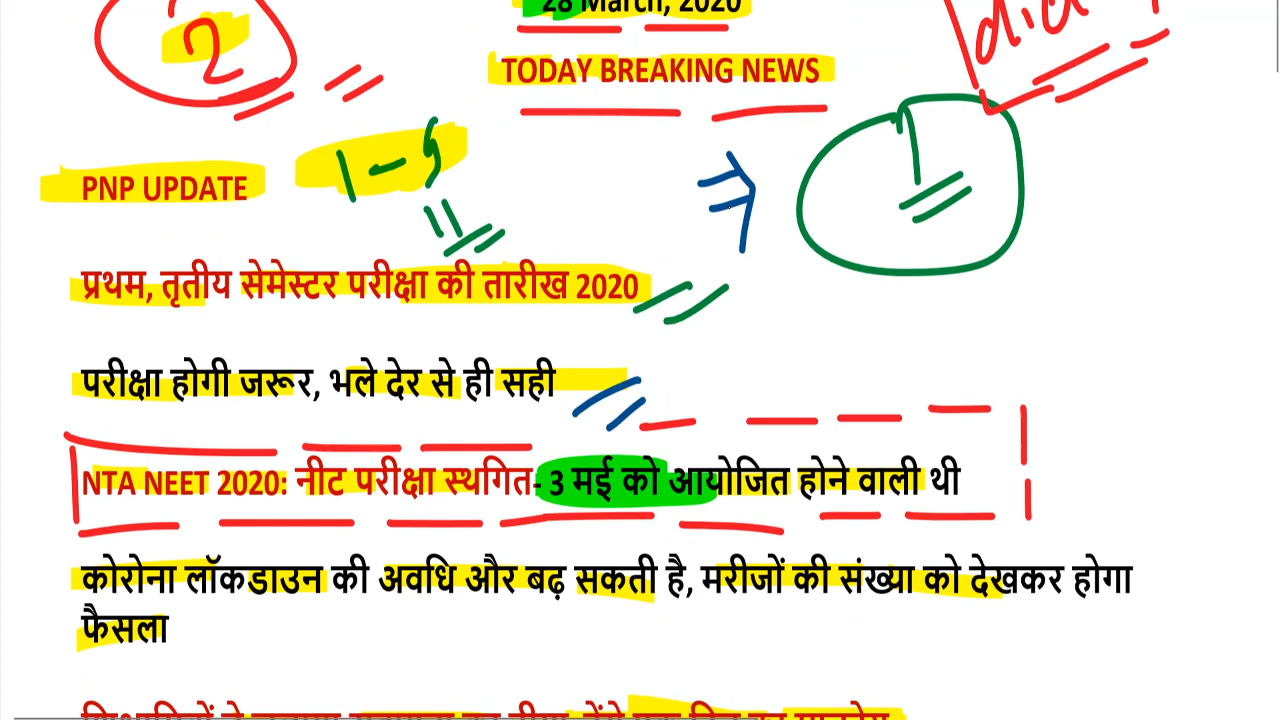 28 March, 2020
2
TODAY BREAKING NEWS
1-5
PNP UPDATE
प्रथम, तृतीय सेमेस्टर परीक्षा की तारीख 2020
परीक्षा होगी जरूर, भले देर से ही सही
NTA NEET 2020: नीट परीक्षा स्थगित- 3 मई को आयोजित होने वाली थी
कोरोना लॉकडाउन की अवधि और बढ़ सकती है, मरीजों की संख्या को देखकर होगा
फैसला